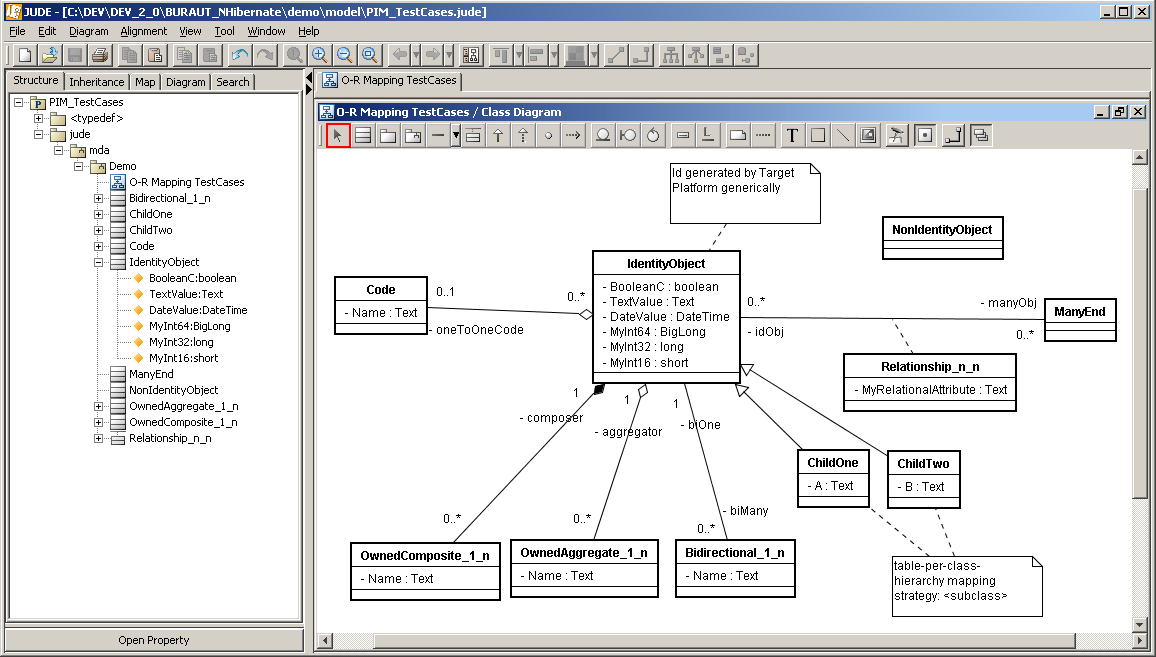 JUDE - [C:\DEV\DEV_2_0\BURAUT_NHibernate\demo\model\PIM_TestCases.jude]
File Edit Diagram Alignment View Tool Window Help
Structure Inheritance Map Diagram Search
PIM_TestCases
<typedef>
jude
mda
Demo
O-R Mapping TestCases
Bidirectional_1_n
ChildOne
ChildTwo
Code
IdentityObject
BooleanC:boolean
TextValue:Text
DateValue:DateTime
MyInt64:BigLong
MyInt32:long
MyInt16:short
ManyEnd
NonIdentityObject
OwnedAggregate_1_n
OwnedComposite_1_n
Relationship_n_n
Open Property
O-R Mapping TestCases
O-R Mapping TestCases / Class Diagram
T
Id generated by Target
Platform generically
NonIdentityObject
IdentityObject
- BooleanC : boolean
- TextValue : Text
- DateValue : DateTime
- MyInt64 : BigLong
- MyInt32 : long
- MyInt16 : short
Code
- Name : Text
0..1
0..*
- oneToOneCode
0..*
- idObj
- manyObj
0..*
ManyEnd
Relationship_n_n
- MyRelationalAttribute : Text
1
- composer
1
- aggregator
1
- biOne
ChildOne
- A : Text
ChildTwo
- B : Text
0..*
0..*
- biMany
0..*
OwnedComposite_1_n
- Name : Text
OwnedAggregate_1_n
- Name : Text
Bidirectional_1_n
- Name : Text
table-per-class-
hierarchy mapping
strategy: <subclass>